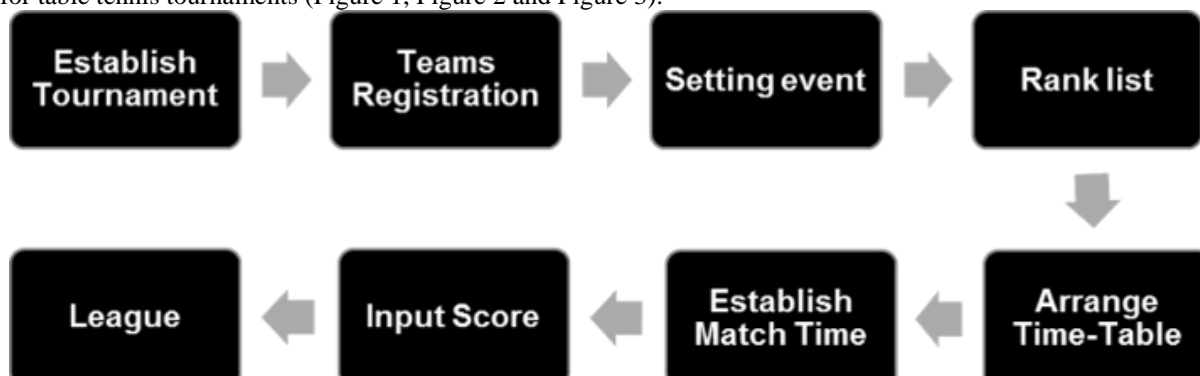 for table tennis tournaments (Figure 1, Figure 2 and Figure 3).
Establish
Tournament
Teams
Registration
Setting event
Rank list
Arrange
Time-Table
Establish
Match Time
Input Score
League